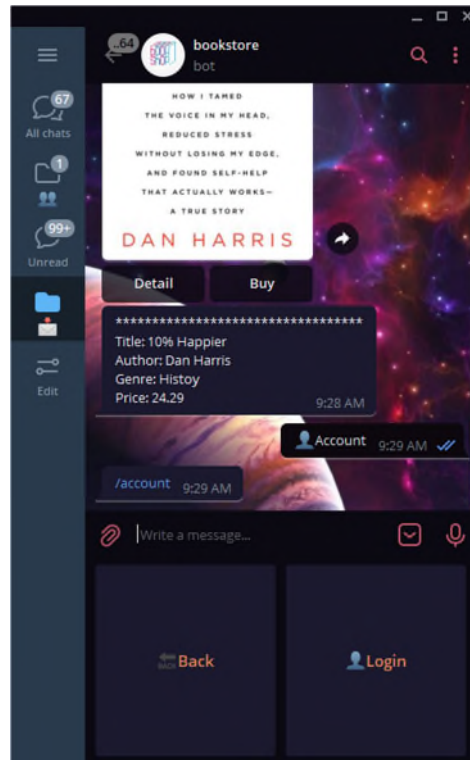 ..64
bookstore
bot
67
All chats
1
99+
Unread
Edit
HOW I TAMED
THE VOICE IN MY HEAD,
REDUCED STRESS
WITHOUT LOSING MY EDGE,
AND FOUND SELF-HELP
THAT ACTUALLY WORKS—
A TRUE STORY
DAN HARRIS
Detail
Buy
***********************************
Title: 10% Happier
Author: Dan Harris
Genre: Histoy
Price: 24.29
9:28 AM
Account 9:29 AM
/account 9:29 AM
Write a message...
BACK Back
Login